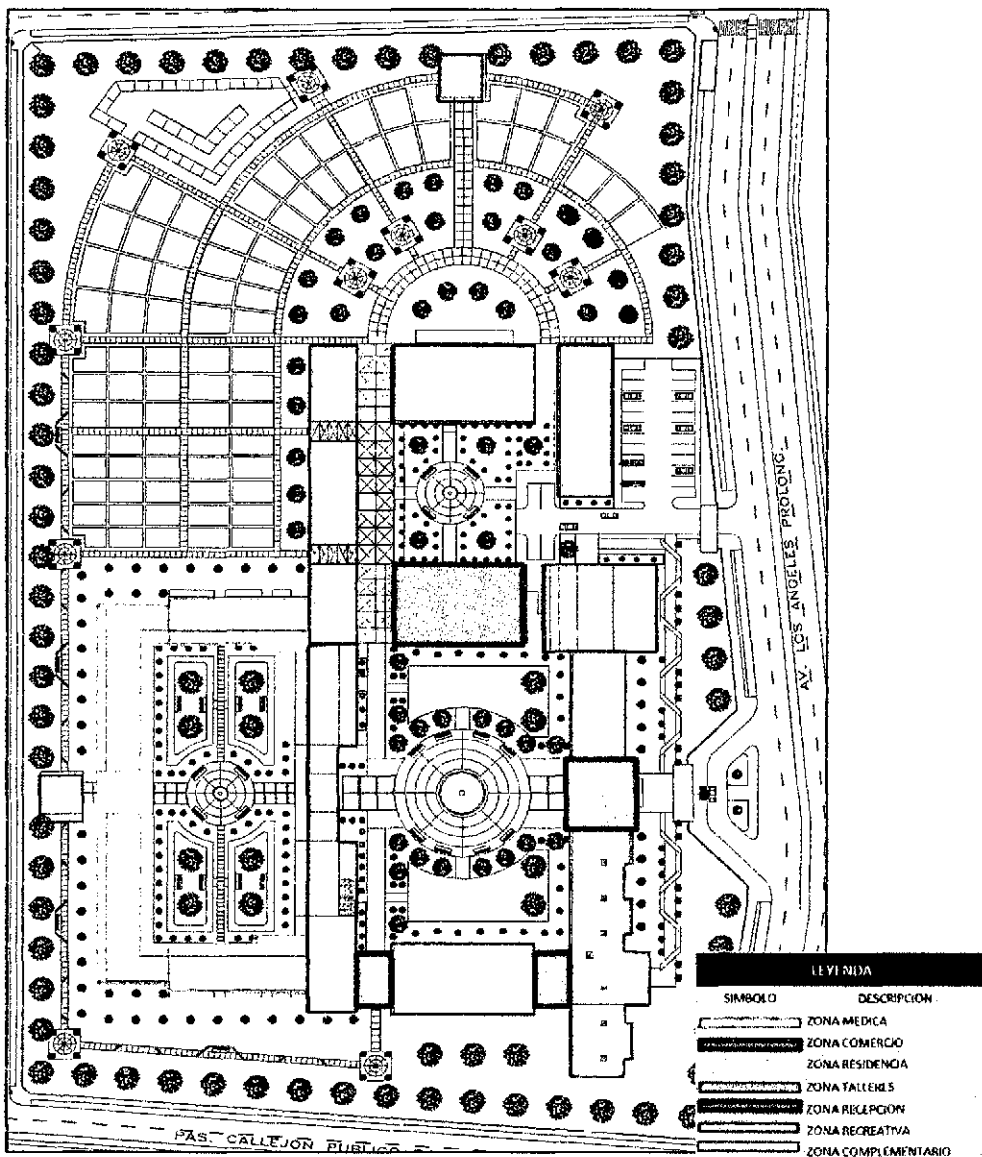 AV. LOS ANGELES PROLONG.
PAS. CALLEJON PUBLICO
LEYENDA
SIMBOLO DESCRIPCION
ZONA MEDICA
ZONA COMERCIO
ZONA RESIDENCIA
ZONA TALLERES
ZONA RECEPCION
ZONA RECREATIVA
ZONA COMPLEMENTARIO